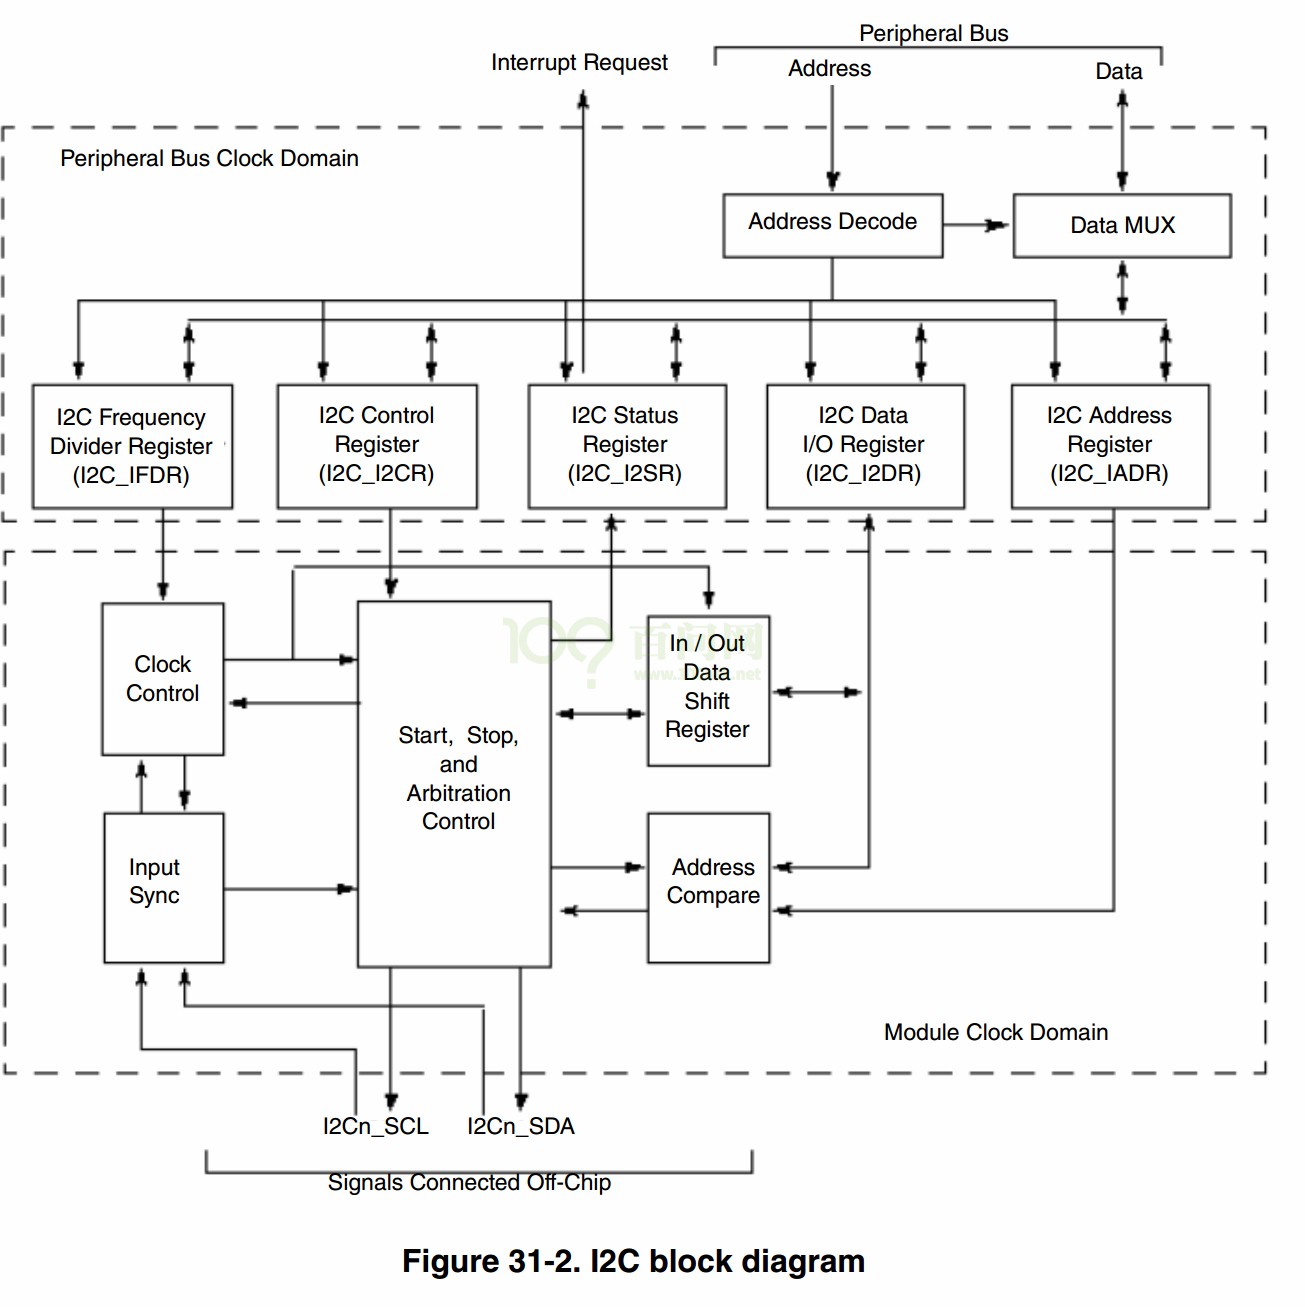 Peripheral Bus
Interrupt Request
Address
Data
Peripheral Bus Clock Domain
Address Decode
Data MUX
I2C Frequency
Divider Register
(I2C_IFDR)
I2C Control
Register
(I2C_I2CR)
I2C Status
Register
(I2C_I2SR)
I2C Data
I/O Register
(I2C_I2DR)
I2C Address
Register
(I2C_IADR)
Clock
Control
Start, Stop,
and
Arbitration
Control
In / Out
Data
Shift
Register
Input
Sync
Address
Compare
Module Clock Domain
I2Cn_SCL
I2Cn_SDA
Signals Connected Off-Chip
Figure 31-2. I2C block diagram